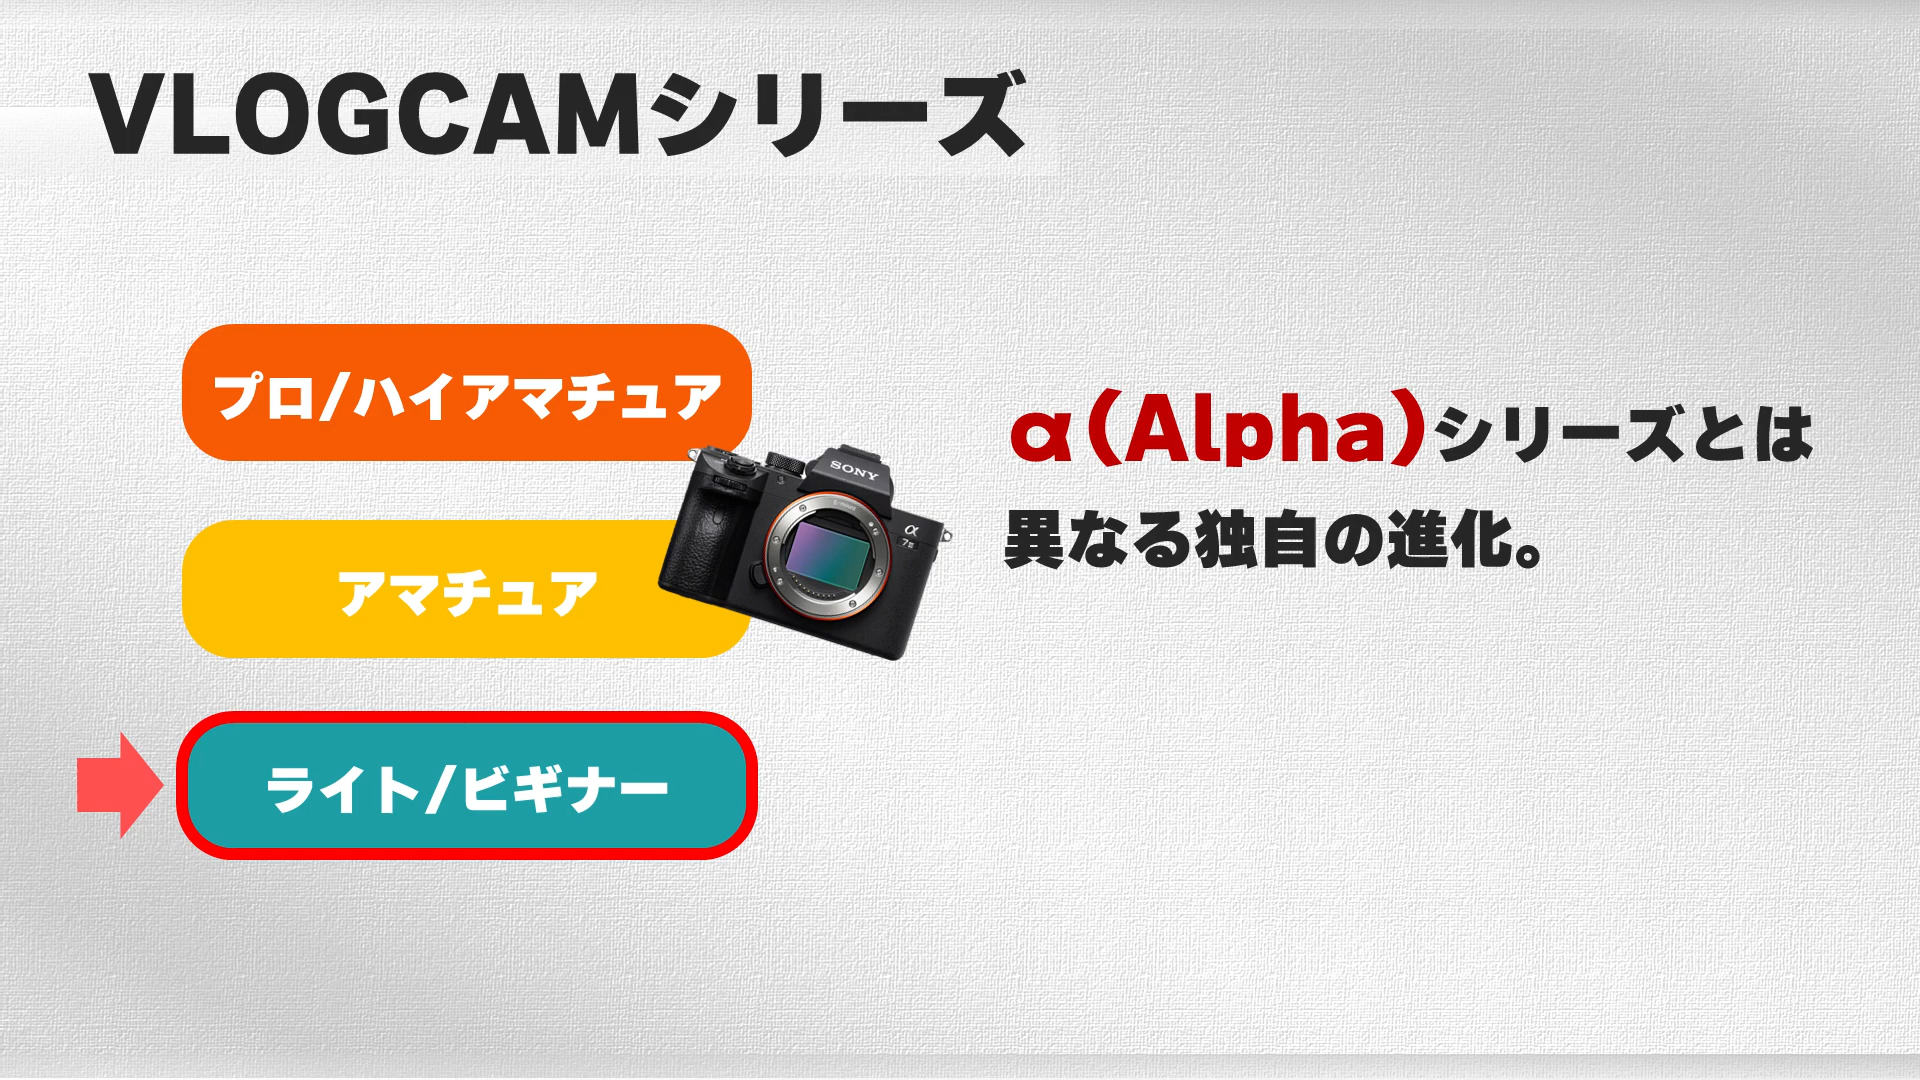 VLOGCAMシリーズ
プロ/ハイアマチュア
アマチュア
ライト/ビギナー
SONY
α
7III
α(Alpha)シリーズとは
異なる独自の進化。